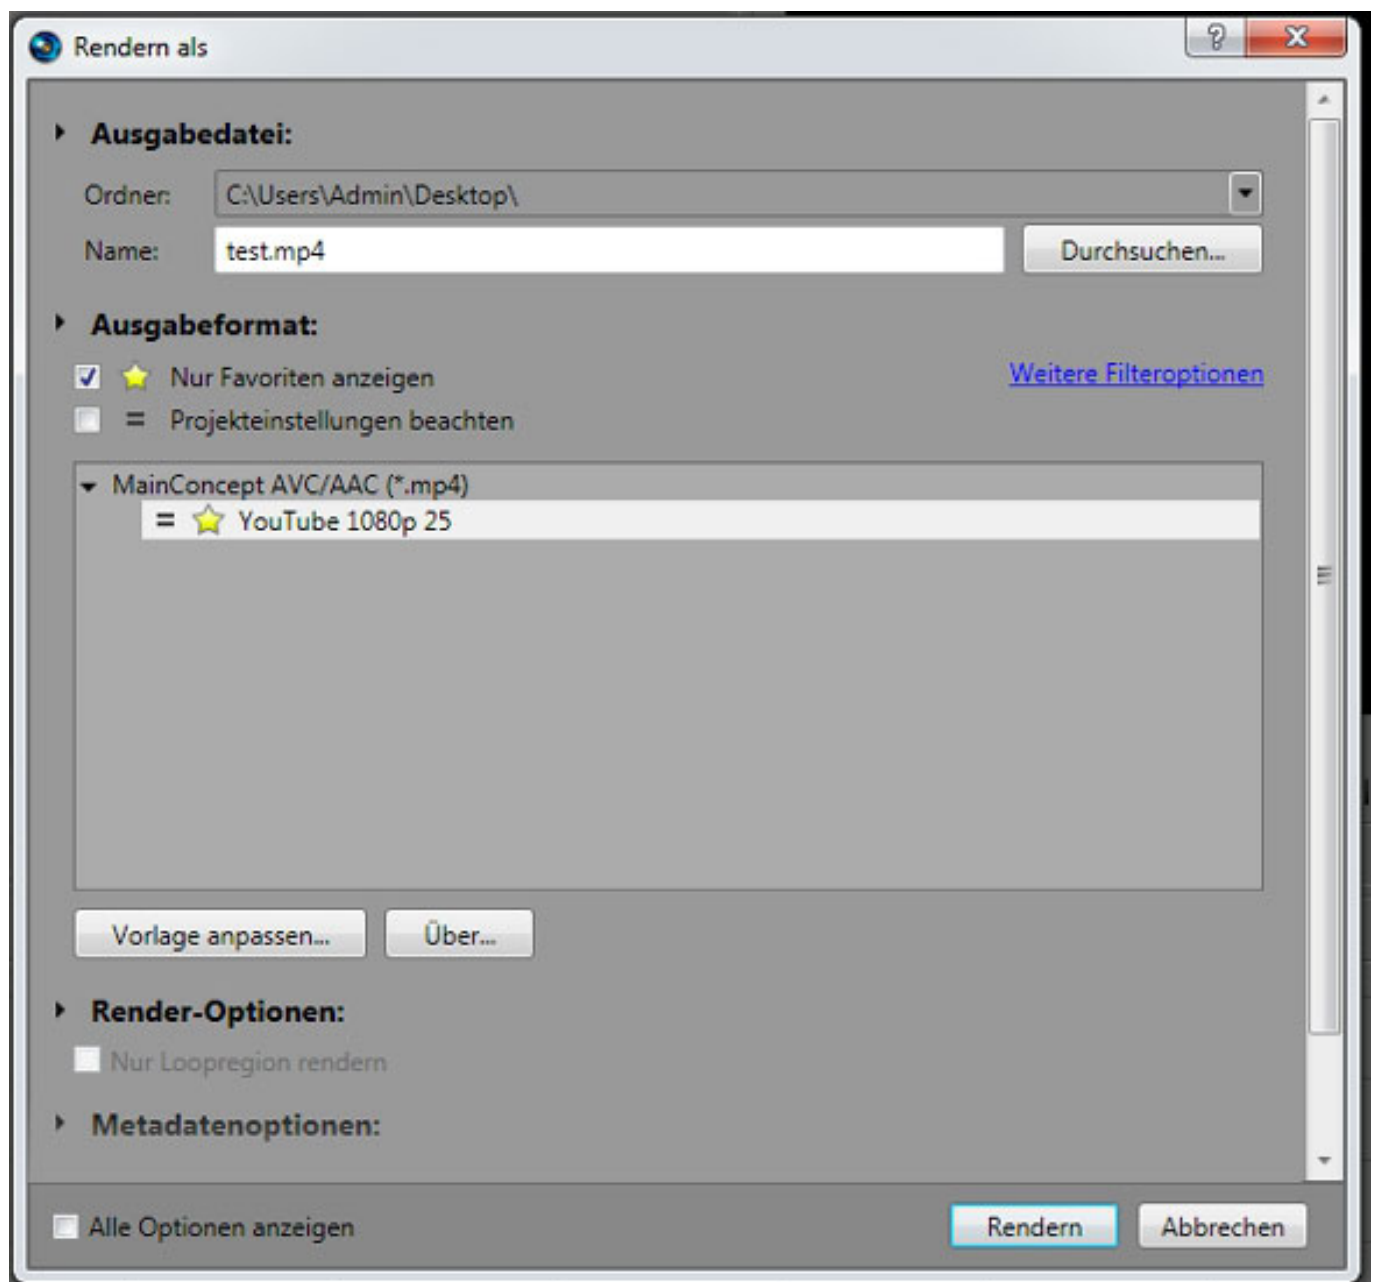 Rendern als
Ausgabedatei:
Ordner: C:\Users\Admin\Desktop\
Name: test.mp4 Durchsuchen...
Ausgabeformat:
Nur Favoriten anzeigen Weitere Filteroptionen
= Projekteinstellungen beachten
MainConcept AVC/AAC (*.mp4)
= YouTube 1080p 25
Vorlage anpassen... Über...
Render-Optionen:
Nur Loopregion rendern
Metadatenoptionen:
Alle Optionen anzeigen Rendern Abbrechen